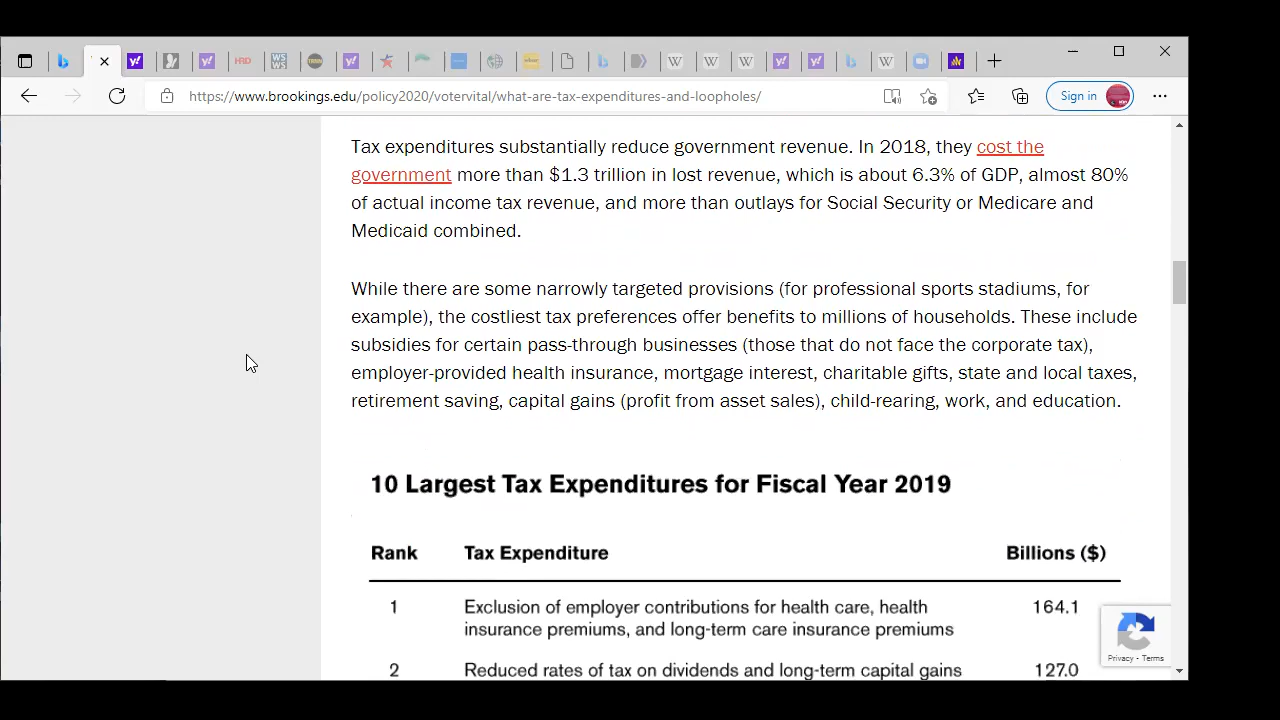 y!
HRD
WS
WS
y!
W
W
W
y!
y!
W
https://www.brookings.edu/policy2020/votervital/what-are-tax-expenditures-and-loopholes/
Sign in
Tax expenditures substantially reduce government revenue. In 2018, they cost the
government more than $1.3 trillion in lost revenue, which is about 6.3% of GDP, almost 80%
of actual income tax revenue, and more than outlays for Social Security or Medicare and
Medicaid combined.
While there are some narrowly targeted provisions (for professional sports stadiums, for
example), the costliest tax preferences offer benefits to millions of households. These include
subsidies for certain pass-through businesses (those that do not face the corporate tax),
employer-provided health insurance, mortgage interest, charitable gifts, state and local taxes,
retirement saving, capital gains (profit from asset sales), child-rearing, work, and education.
10 Largest Tax Expenditures for Fiscal Year 2019
Rank Tax Expenditure Billions ($)
1 Exclusion of employer contributions for health care, health 164.1
insurance premiums, and long-term care insurance premiums
2 Reduced rates of tax on dividends and long-term capital gains 127.0
Privacy - Terms